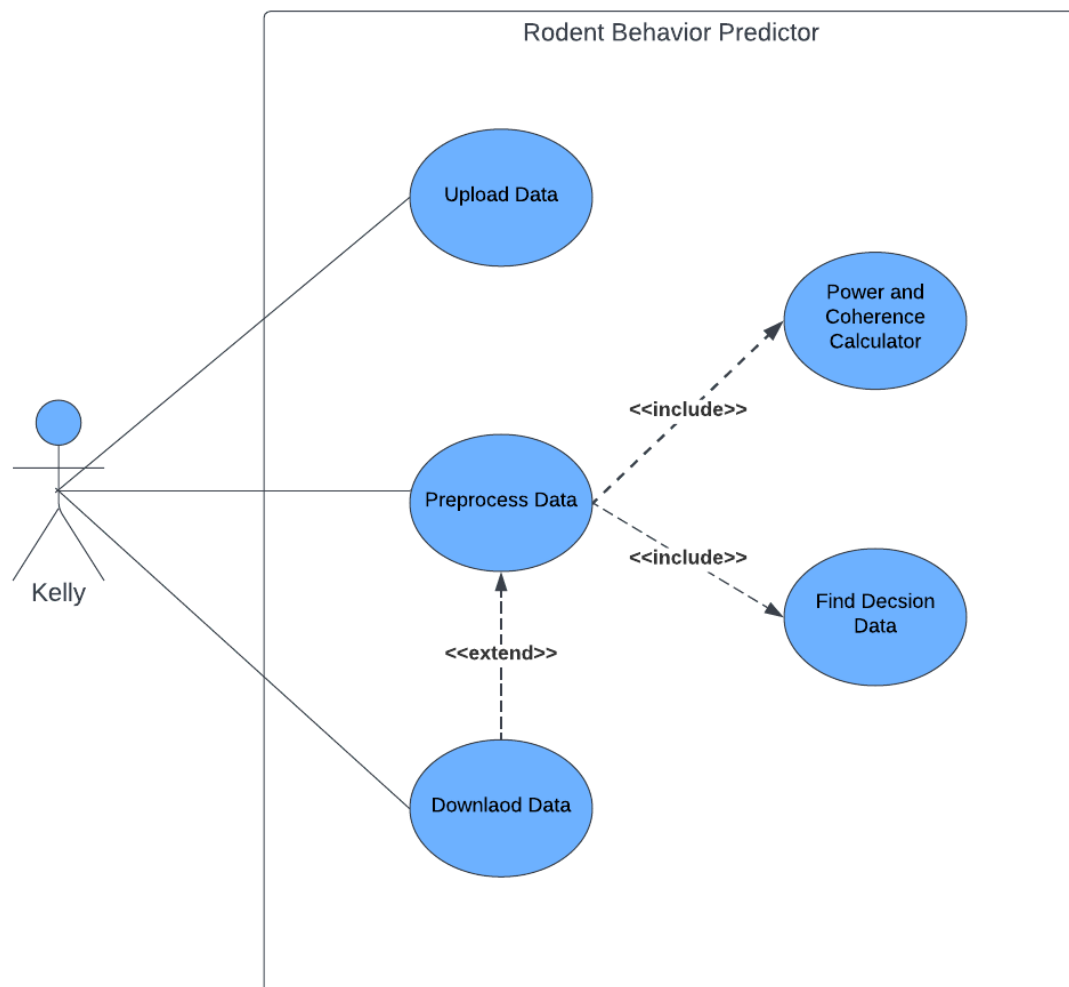 Rodent Behavior Predictor
Upload Data
Power and
Coherence
Calculator
<<include>>
Preprocess Data
<<include>>
Kelly
Find Decsion
Data
<<extend>>
Downlaod Data